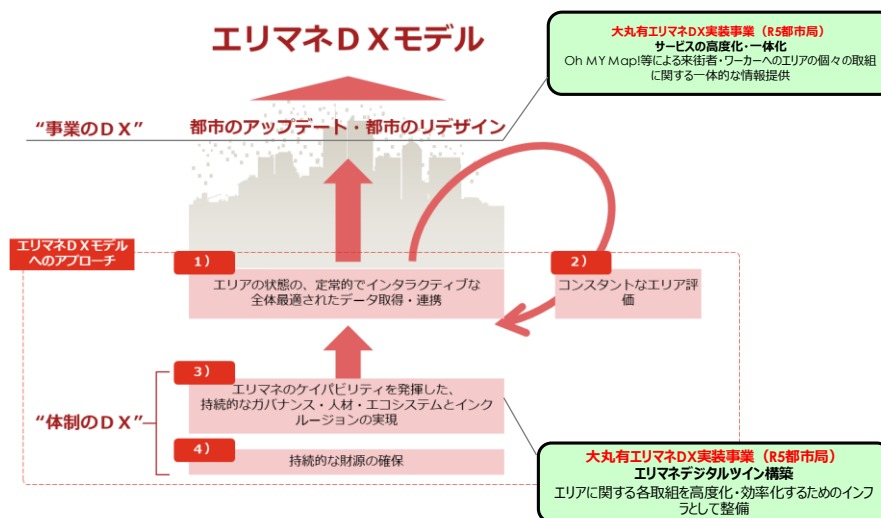 エリマネDXモデル
大丸有エリマネDX実装事業（R5都市局）
サービスの高度化・一体化
Oh MY Map!等による来街者・ワーカーへのエリアの個々の取組
に関する一体的な情報提供
“事業のDX”
都市のアップデート・都市のリデザイン
エリマネDXモデル
へのアプローチ
1）
エリアの状態の、定常的でインタラクティブな
全体最適されたデータ取得・連携
2）
コンスタントなエリア評
価
3）
エリマネのケイパビリティを発揮した、
持続的なガバナンス・人材・エコシステムとインク
ルージョンの実現
“体制のDX”
4）
持続的な財源の確保
大丸有エリマネDX実装事業（R5都市局）
エリマネデジタルツイン構築
エリアに関する各取組を高度化・効率化するためのインフ
ラとして整備